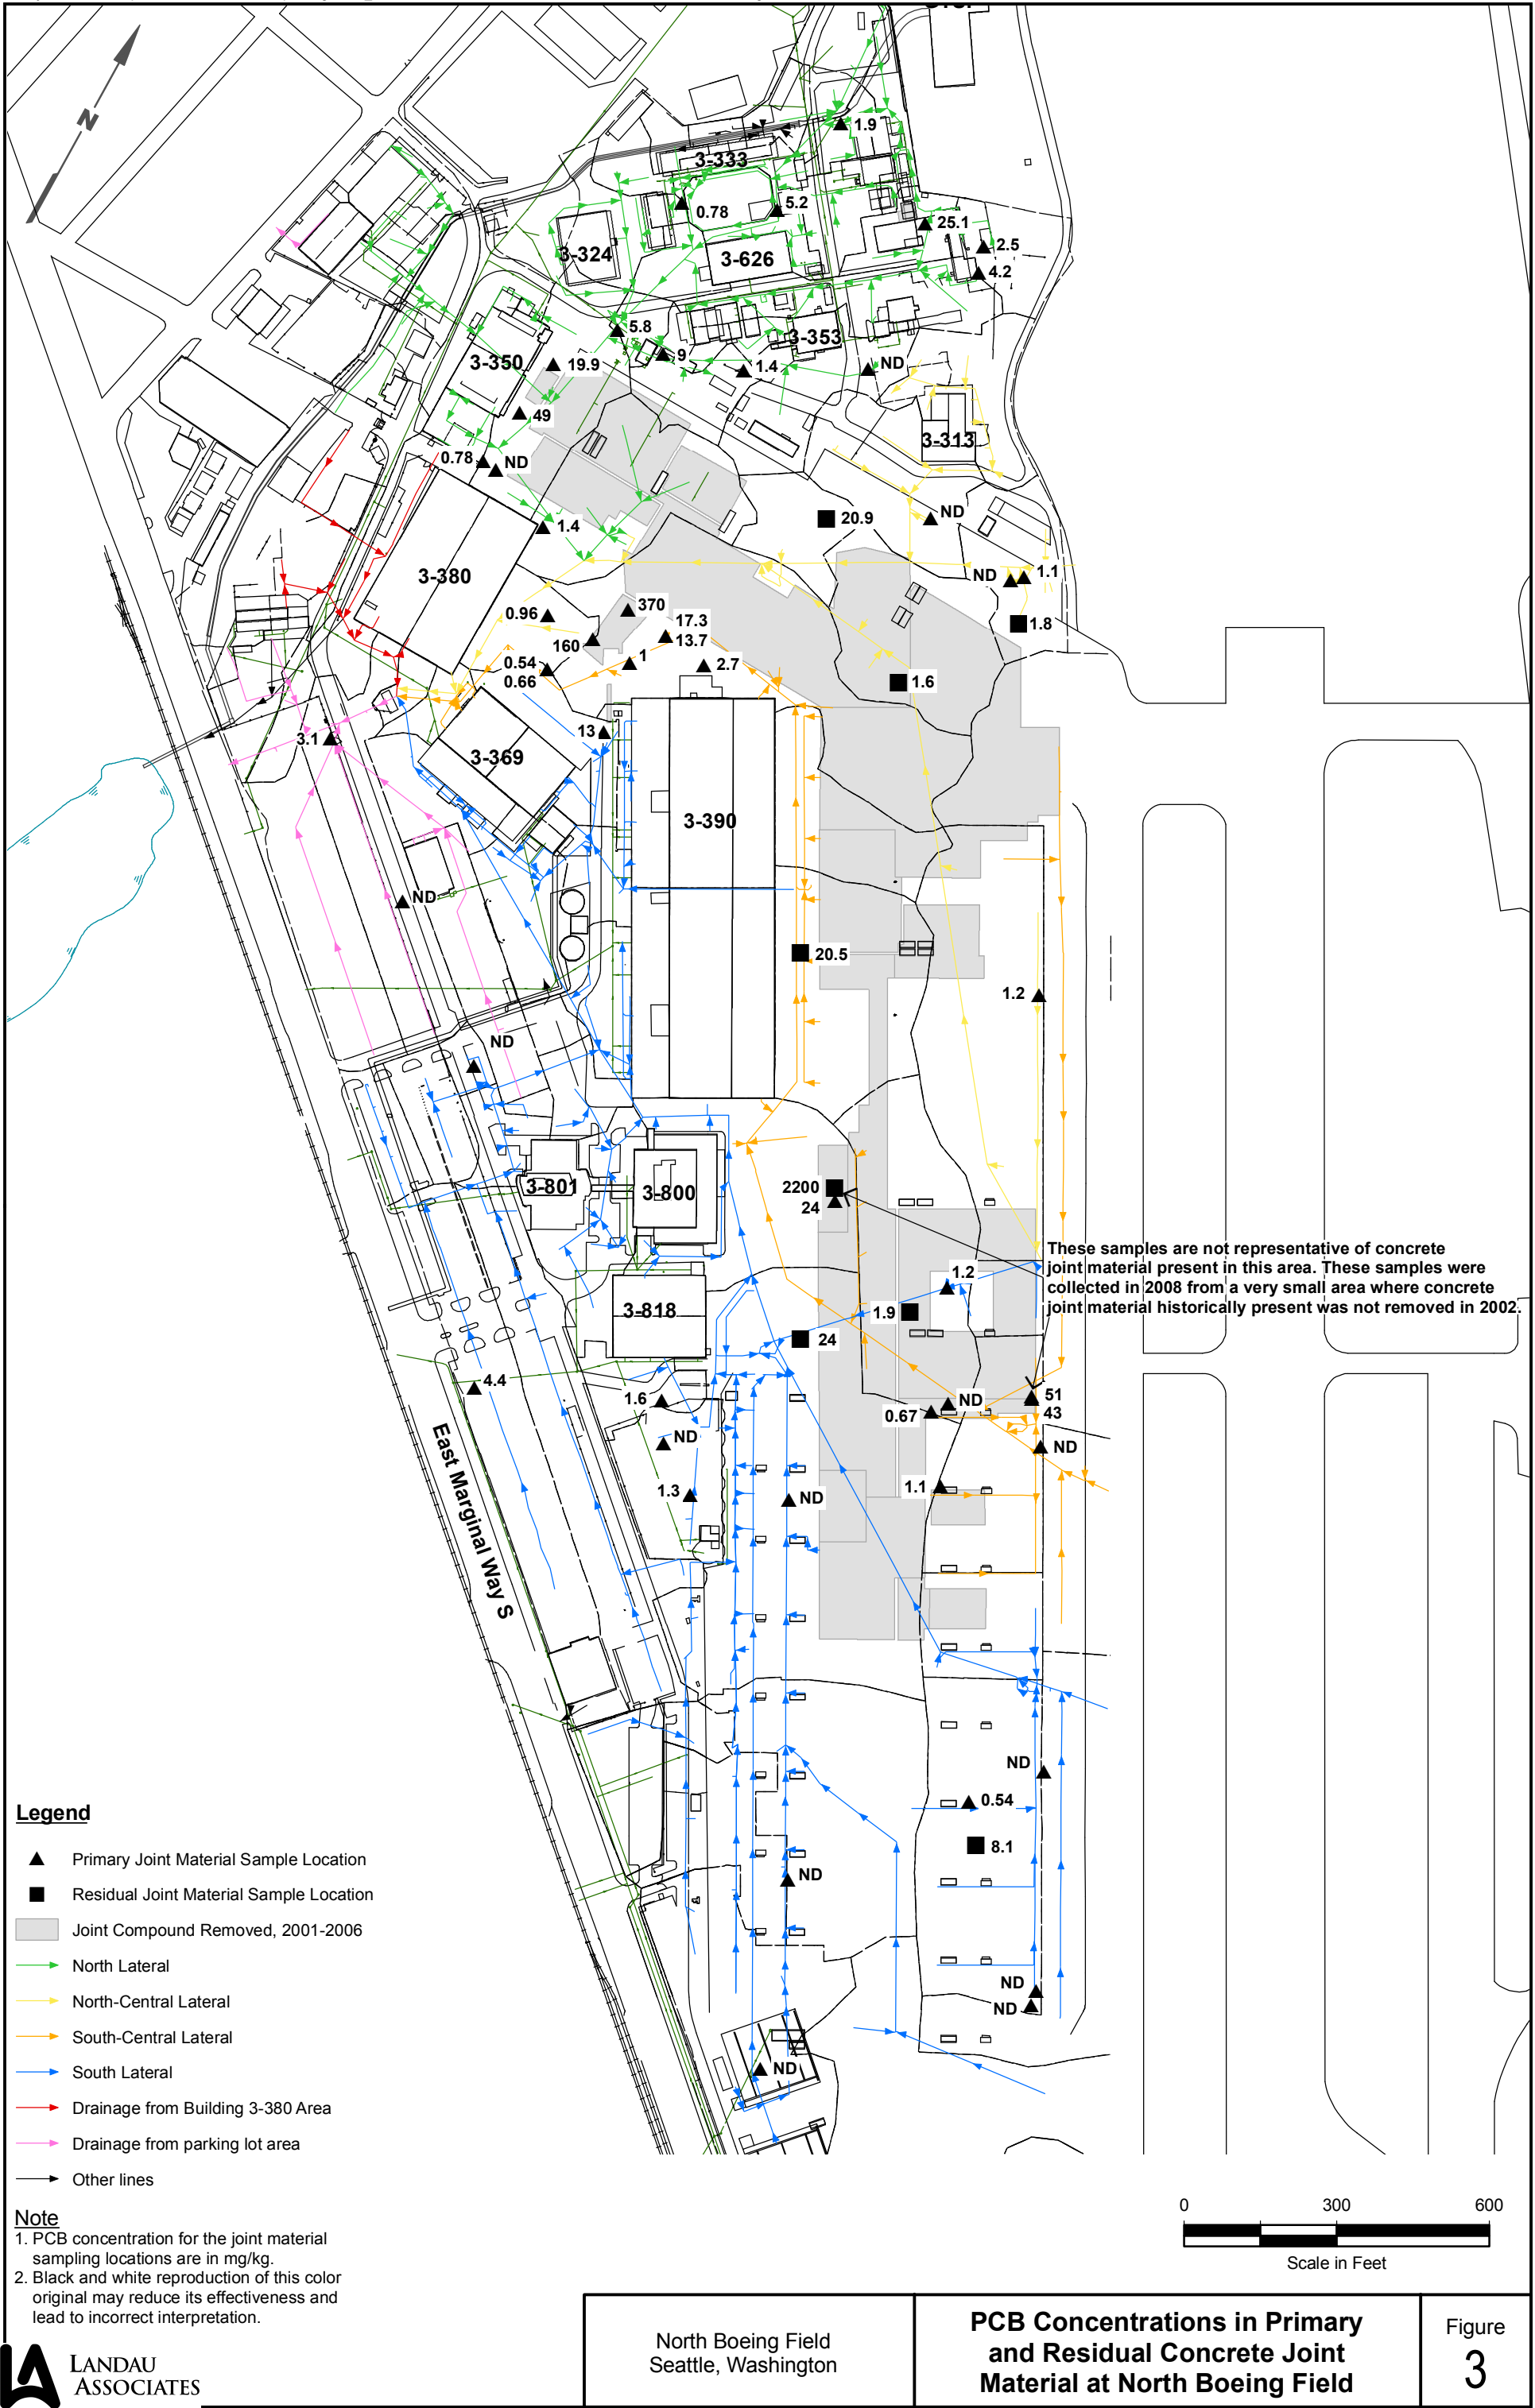 N
3-333
1.9
0.78
5.2
25.1
3-324
3-626
2.5
4.2
5.8
3-353
9
3-350
19.9
1.4
ND
49
3-313
0.78
ND
20.9
ND
1.4
3-380
ND
1.1
0.96
370
17.3
13.7
1.8
160
1
0.54
0.66
2.7
1.6
13
3.1
3-369
3-390
ND
20.5
1.2
ND
3-801
3-800
2200
24
These samples are not representative of concrete
joint material present in this area. These samples were
collected in 2008 from a very small area where concrete
joint material historically present was not removed in 2002.
1.2
3-818
1.9
24
4.4
1.6
ND
0.67
51
43
ND
ND
East Marginal Way S
1.3
ND
1.1
ND
0.54
8.1
ND
ND
ND
ND
Legend
Primary Joint Material Sample Location
Residual Joint Material Sample Location
Joint Compound Removed, 2001-2006
North Lateral
North-Central Lateral
South-Central Lateral
South Lateral
Drainage from Building 3-380 Area
Drainage from parking lot area
Other lines
Note
1. PCB concentration for the joint material
sampling locations are in mg/kg.
2. Black and white reproduction of this color
original may reduce its effectiveness and
lead to incorrect interpretation.
0 300 600
Scale in Feet
LANDAU
ASSOCIATES
North Boeing Field
Seattle, Washington
PCB Concentrations in Primary
and Residual Concrete Joint
Material at North Boeing Field
Figure
3